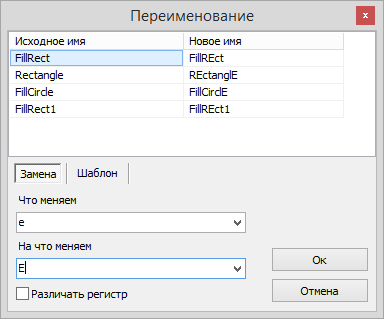 Переименование
x
Исходное имя Новое имя
FillRect FillREct
Rectangle REctanglE
FillCircle FillCirclE
FillRect1 FillREct1
Замена Шаблон
Что меняем
e
На что меняем
E
Ок
Различать регистр
Отмена